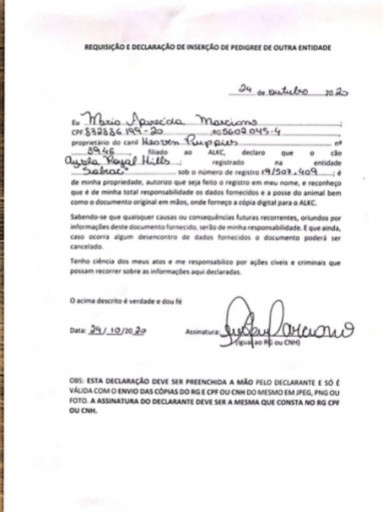 REQUISIÇÃO E DECLARAÇÃO DE INSERÇÃO DE PEDIGREE DE OUTRA ENTIDADE
24 de outubro 2020
Eu Maria Aparecida Marciano
CPF 832886.199-20 RG 5602.045-4
proprietário do canil Heaven Puppies nº
8946 filiado ao ALKC, declaro que o cão
Ayala Royal Hills registrado na entidade
Sobraci sob o número de registro 19/507.409; é
de minha propriedade, autorizo que seja feito o registro em meu nome, e reconheço
que é de minha total responsabilidade os dados fornecidos e a posse do animal bem
como o documento original em mãos, onde forneço a cópia digital para o ALKC.
Sabendo-se que quaisquer causas ou consequências futuras recorrentes, oriundos por
informações deste documento fornecido, serão de minha responsabilidade. E que ainda,
caso ocorra algum desencontro de dados fornecidos o documento poderá ser
cancelado.
Tenho ciência dos meus atos e me responsabilizo por ações cíveis e criminais que
possam recorrer sobre as informações aqui declaradas.
O acima descrito é verdade e dou fé
Data: 24/10/2020 Assinatura: Marciano
(igual ao RG ou CNH)
OBS: ESTA DECLARAÇÃO DEVE SER PREENCHIDA A MÃO PELO DECLARANTE E SÓ É
VÁLIDA COM O ENVIO DAS CÓPIAS DO RG E CPF OU CNH DO MESMO EM JPEG, PNG OU
FOTO. A ASSINATURA DO DECLARANTE DEVE SER A MESMA QUE CONSTA NO RG CPF
OU CNH.